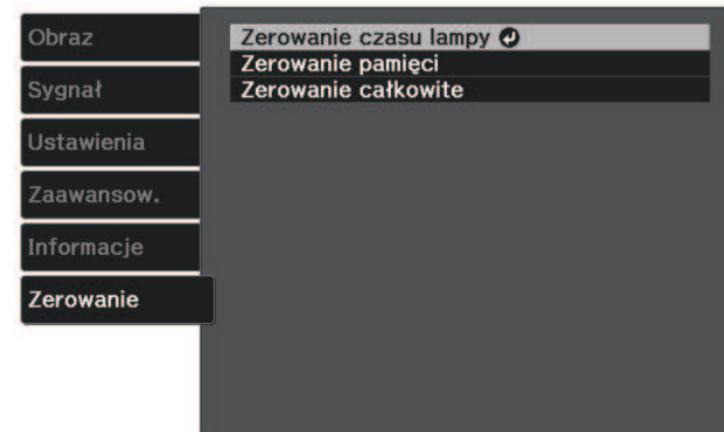 Obraz
Sygnał
Ustawienia
Zaawansow.
Informacje
Zerowanie
Zerowanie czasu lampy
Zerowanie pamięci
Zerowanie całkowite